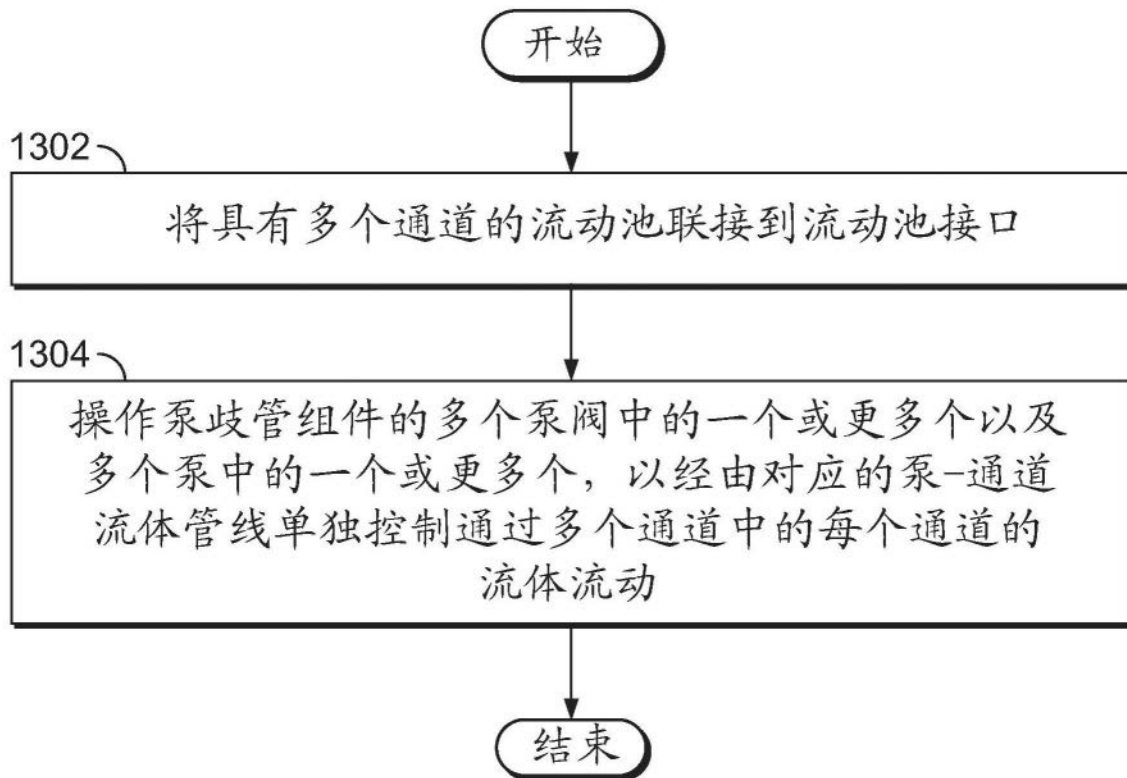 开始
1302
将具有多个通道的流动池联接到流动池接口
1304
操作泵歧管组件的多个泵阀中的一个或更多个以及
多个泵中的一个或更多个，以经由对应的泵-通道
流体管线单独控制通过多个通道中的每个通道的
流体流动
结束